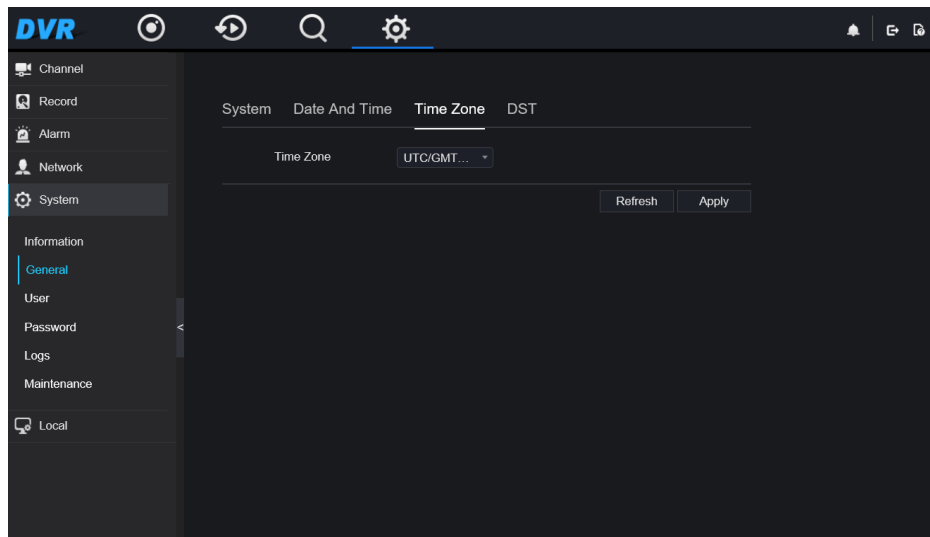 DVR
Channel
Record
Alarm
Network
System
Information
General
User
Password
Logs
Maintenance
Local
System Date And Time Time Zone DST
Time Zone UTC/GMT...
Refresh Apply
<